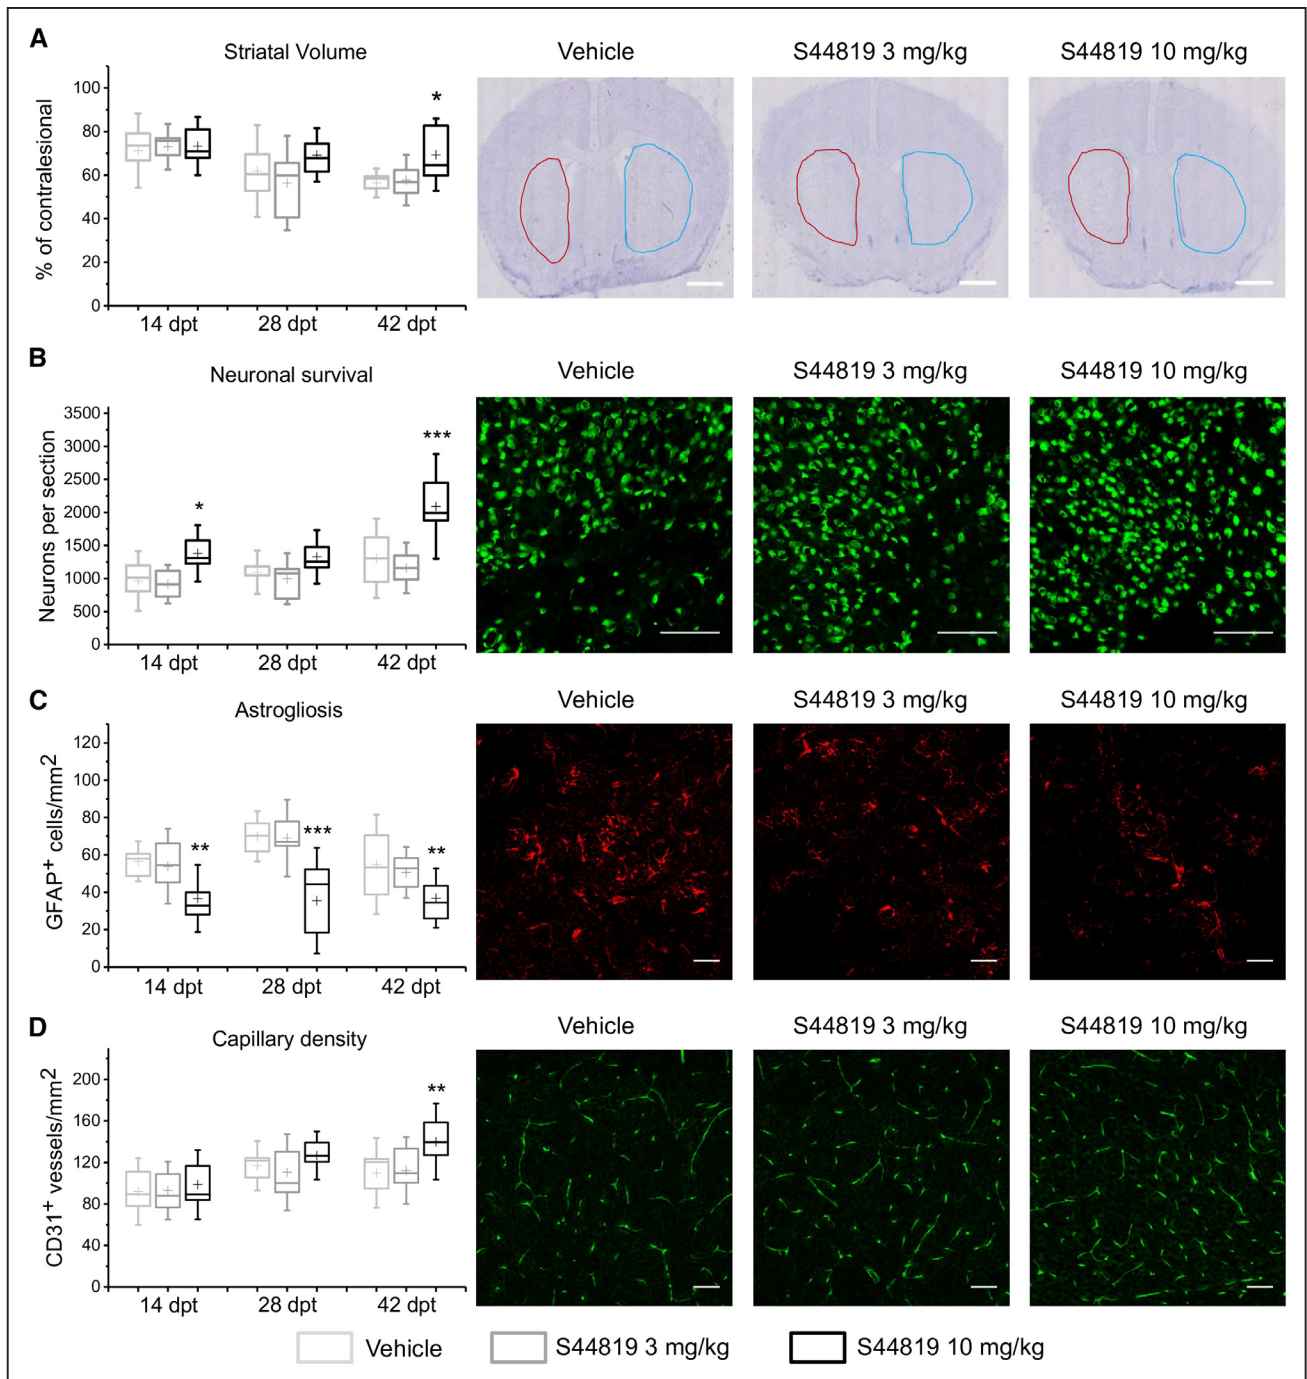 A
Striatal Volume
Vehicle
S44819 3 mg/kg
S44819 10 mg/kg
% of contralesional
100
80
60
40
20
0
*
14 dpt
28 dpt
42 dpt
B
Neuronal survival
Vehicle
S44819 3 mg/kg
S44819 10 mg/kg
Neurons per section
3500
3000
2500
2000
1500
1000
500
0
*
***
14 dpt
28 dpt
42 dpt
C
Astrogliosis
Vehicle
S44819 3 mg/kg
S44819 10 mg/kg
GFAP+ cells/mm2
120
100
80
60
40
20
0
**
***
**
14 dpt
28 dpt
42 dpt
D
Capillary density
Vehicle
S44819 3 mg/kg
S44819 10 mg/kg
CD31+ vessels/mm2
200
160
120
80
40
0
**
14 dpt
28 dpt
42 dpt
Vehicle
S44819 3 mg/kg
S44819 10 mg/kg